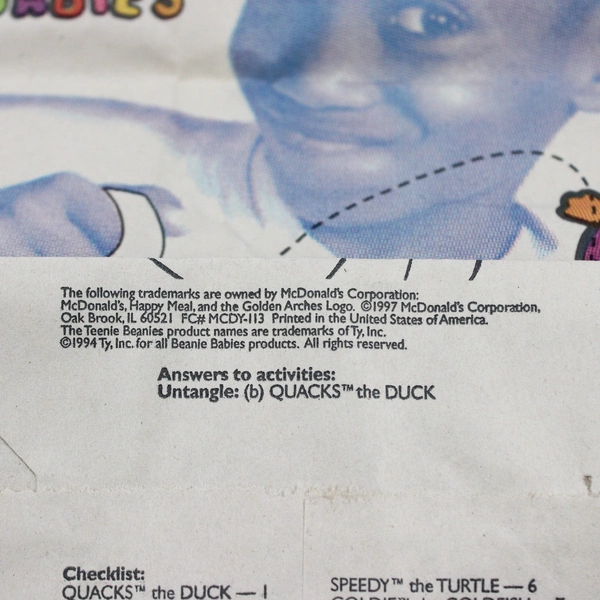 The following trademarks are owned by McDonald's Corporation:
McDonald's, Happy Meal, and the Golden Arches Logo. ©1997 McDonald's Corporation,
Oak Brook, IL 60521 FC# MCDY-113 Printed in the United States of America.
The Teenie Beanies product names are trademarks of Ty, Inc.
©1994 Ty, Inc. for all Beanie Babies products. All rights reserved.
Answers to activities:
Untangle: (b) QUACKS™ the DUCK
Checklist:
QUACKS™ the DUCK — 1
SPEEDY™ the TURTLE — 6